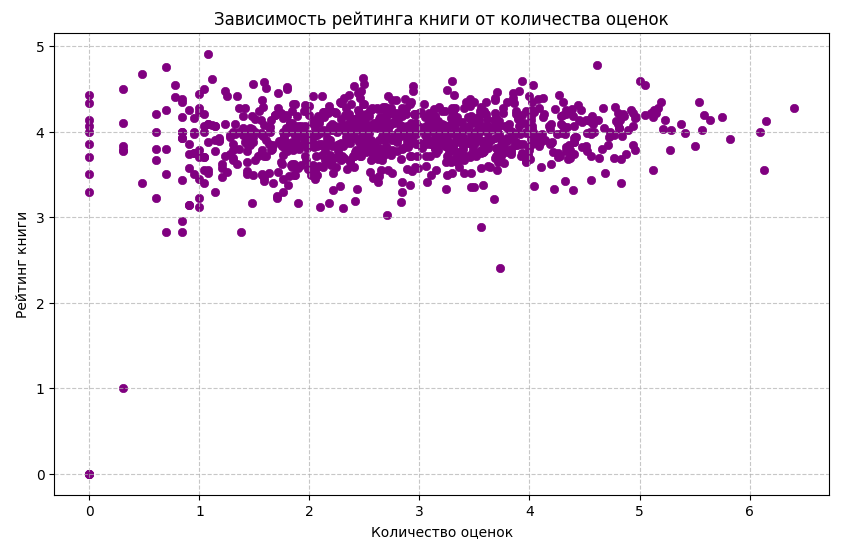 Зависимость рейтинга книги от количества оценок
5
4
3
2
1
0
Рейтинг книги
0 1 2 3 4 5 6
Количество оценок